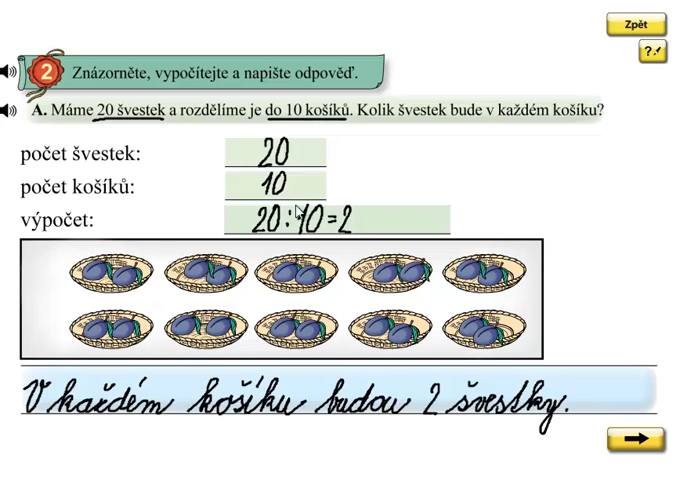 Zpět
?
2 Znázorněte, vypočítejte a napište odpověď.
A. Máme 20 švestek a rozdělíme je do 10 košíků. Kolik švestek bude v každém košíku?
počet švestek: 20
počet košíků: 10
výpočet: 20:10=2
V každém košíku budou 2 švestky.